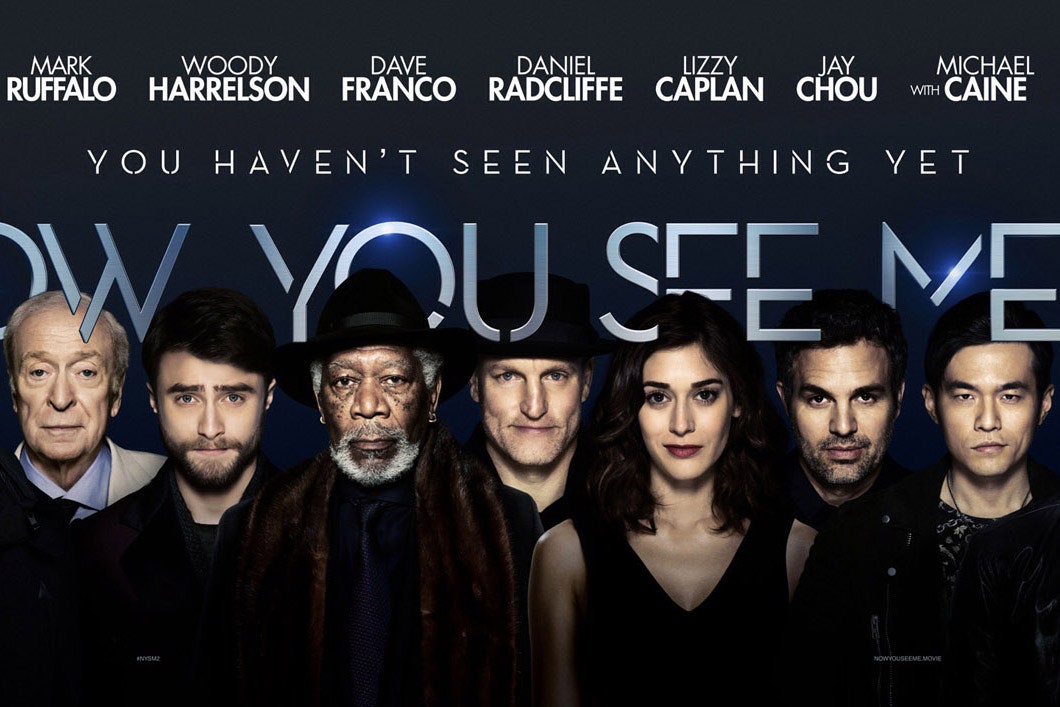 MARK RUFFALO WOODY HARRELSON DAVE FRANCO DANIEL RADCLIFFE LIZZY CAPLAN JAY CHOU WITH MICHAEL CAINE
YOU HAVEN'T SEEN ANYTHING YET
OW YOU SEE ME
#NYSM2
NOWYOUSEEME.MOVIE